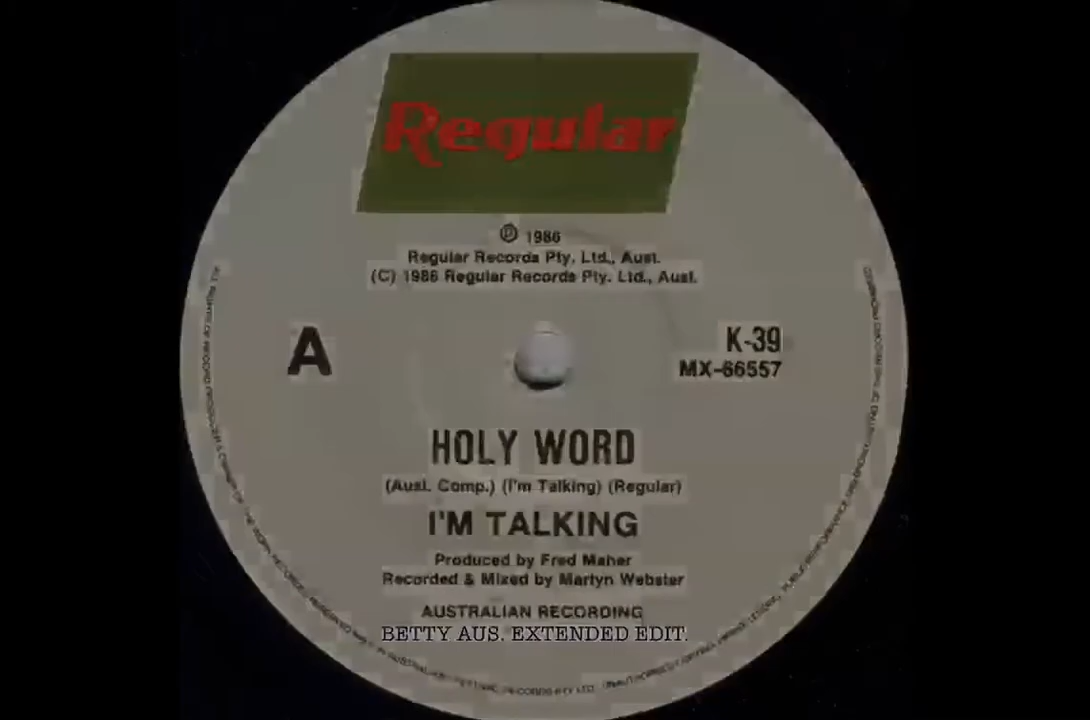 Regular
℗ 1986
Regular Records Pty. Ltd., Aust.
(C) 1986 Regular Records Pty. Ltd., Aust.
A
K-39
MX-66557
HOLY WORD
(Aust. Comp.) (I'm Talking) (Regular)
I'M TALKING
Produced by Fred Maher
Recorded & Mixed by Martyn Webster
AUSTRALIAN RECORDING
BETTY AUS. EXTENDED EDIT.